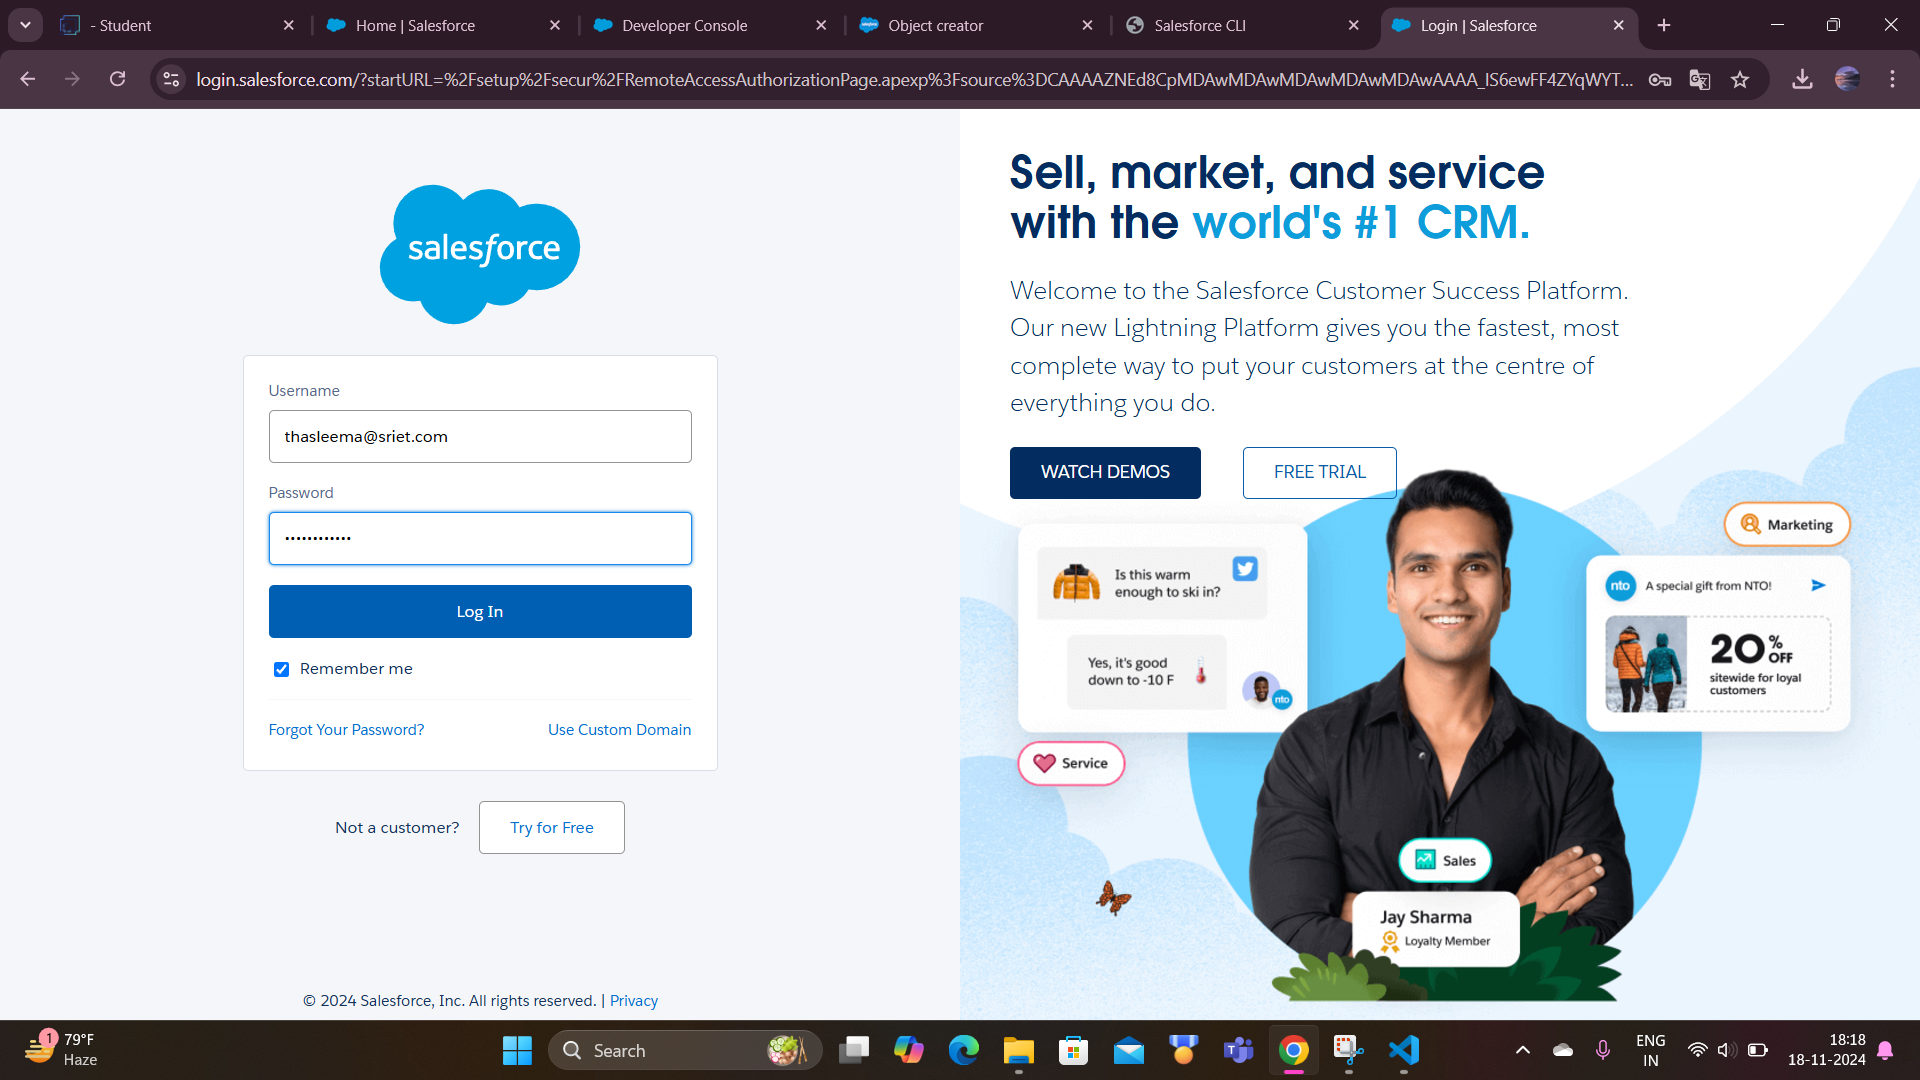 - Student
Home | Salesforce
Developer Console
Object creator
Salesforce CLI
Login | Salesforce
login.salesforce.com/?startURL=%2Fsetup%2Fsecur%2FRemoteAccessAuthorizationPage.apexp%3Fsource%3DCAAAAZNEd8CpMDAwMDAwMDAwMDAwMDAwAAAA_IS6ewFF4ZYqWYT...
salesforce
Username
thasleema@sriet.com
Password
••••••••••••
Log In
Remember me
Forgot Your Password?
Use Custom Domain
Not a customer?
Try for Free
© 2024 Salesforce, Inc. All rights reserved. | Privacy
Sell, market, and service
with the world's #1 CRM.
Welcome to the Salesforce Customer Success Platform.
Our new Lightning Platform gives you the fastest, most
complete way to put your customers at the centre of
everything you do.
WATCH DEMOS
FREE TRIAL
Is this warm
enough to ski in?
Yes, it's good
down to -10 F
nto
Service
Marketing
nto
A special gift from NTO!
20% OFF
sitewide for loyal
customers
Sales
Jay Sharma
Loyalty Member
1
79°F
Haze
Search
ENG
IN
18:18
18-11-2024